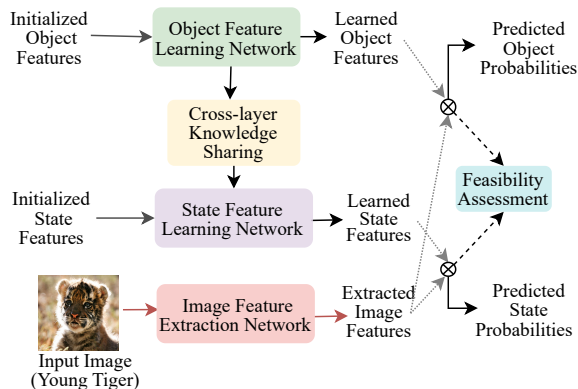 Initialized
Object
Features
Object Feature
Learning Network
Learned
Object
Features
Predicted
Object
Probabilities
Cross-layer
Knowledge
Sharing
Feasibility
Assessment
Initialized
State
Features
State Feature
Learning Network
Learned
State
Features
Image Feature
Extraction Network
Extracted
Image
Features
Predicted
State
Probabilities
Input Image
(Young Tiger)